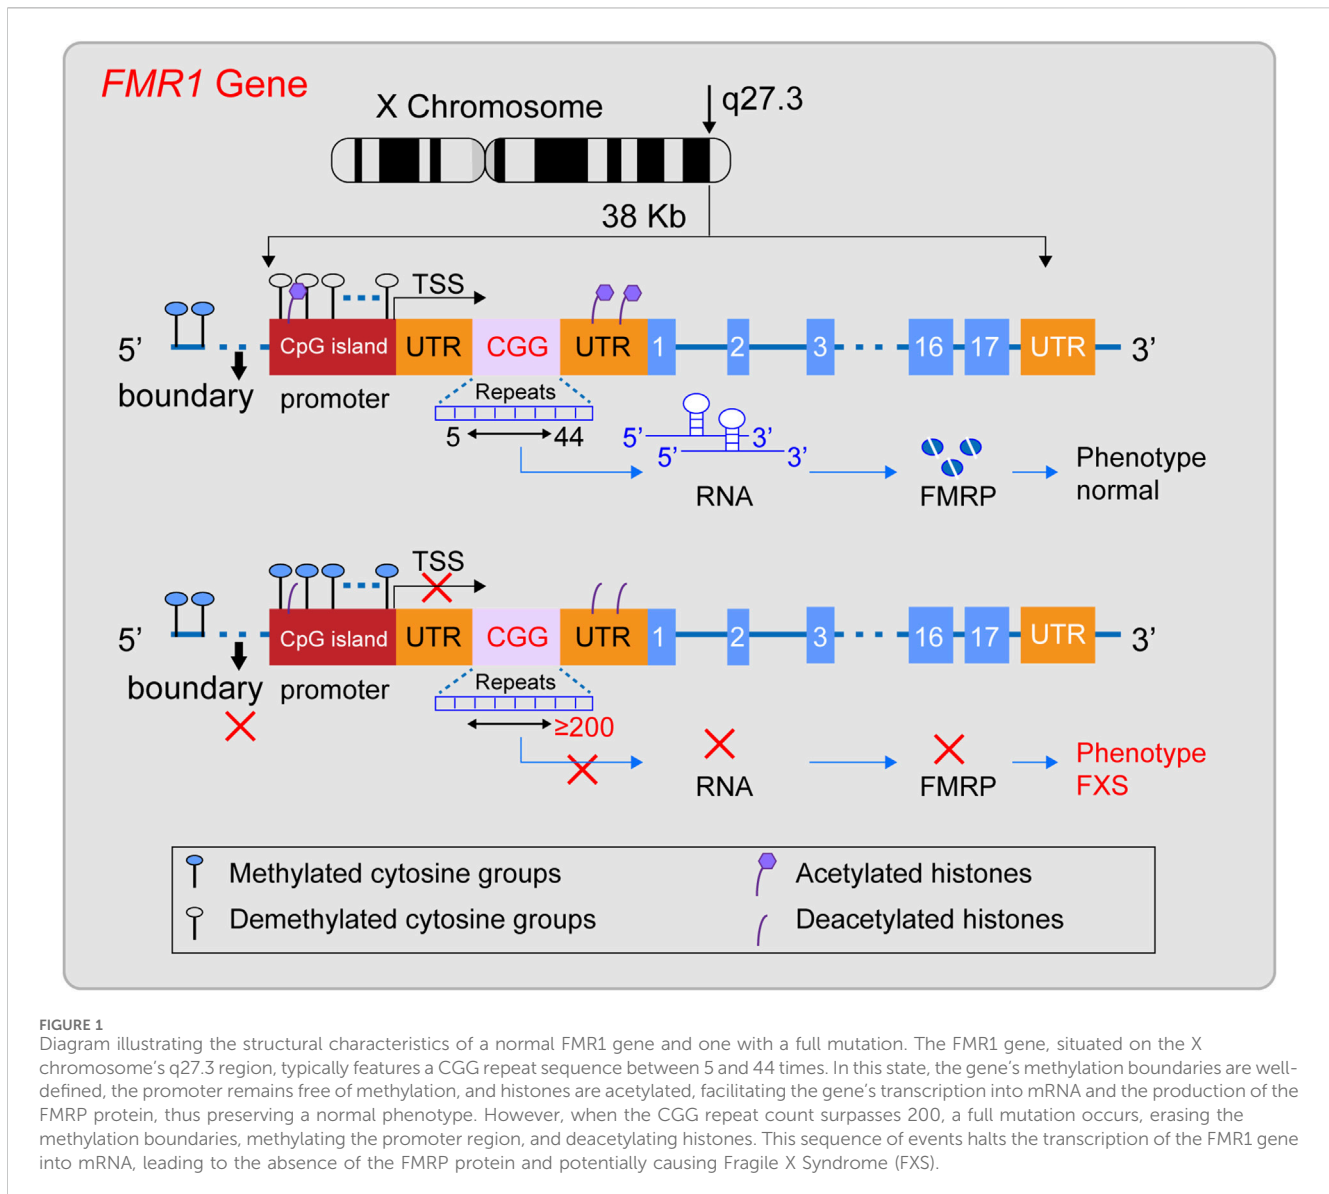 FMR1 Gene
X Chromosome
q27.3
38 Kb
TSS
5’ CpG island UTR CGG UTR 1 2 3 16 17 UTR 3’
boundary promoter Repeats
5 44
5’ 3’
5’ 3’
RNA FMRP Phenotype
normal
TSS
5’ CpG island UTR CGG UTR 1 2 3 16 17 UTR 3’
boundary promoter Repeats
≥200
RNA FMRP Phenotype
FXS
Methylated cytosine groups Acetylated histones
Demethylated cytosine groups Deacetylated histones
FIGURE 1
Diagram illustrating the structural characteristics of a normal FMR1 gene and one with a full mutation. The FMR1 gene, situated on the X
chromosome’s q27.3 region, typically features a CGG repeat sequence between 5 and 44 times. In this state, the gene’s methylation boundaries are well-
defined, the promoter remains free of methylation, and histones are acetylated, facilitating the gene’s transcription into mRNA and the production of the
FMRP protein, thus preserving a normal phenotype. However, when the CGG repeat count surpasses 200, a full mutation occurs, erasing the
methylation boundaries, methylating the promoter region, and deacetylating histones. This sequence of events halts the transcription of the FMR1 gene
into mRNA, leading to the absence of the FMRP protein and potentially causing Fragile X Syndrome (FXS).